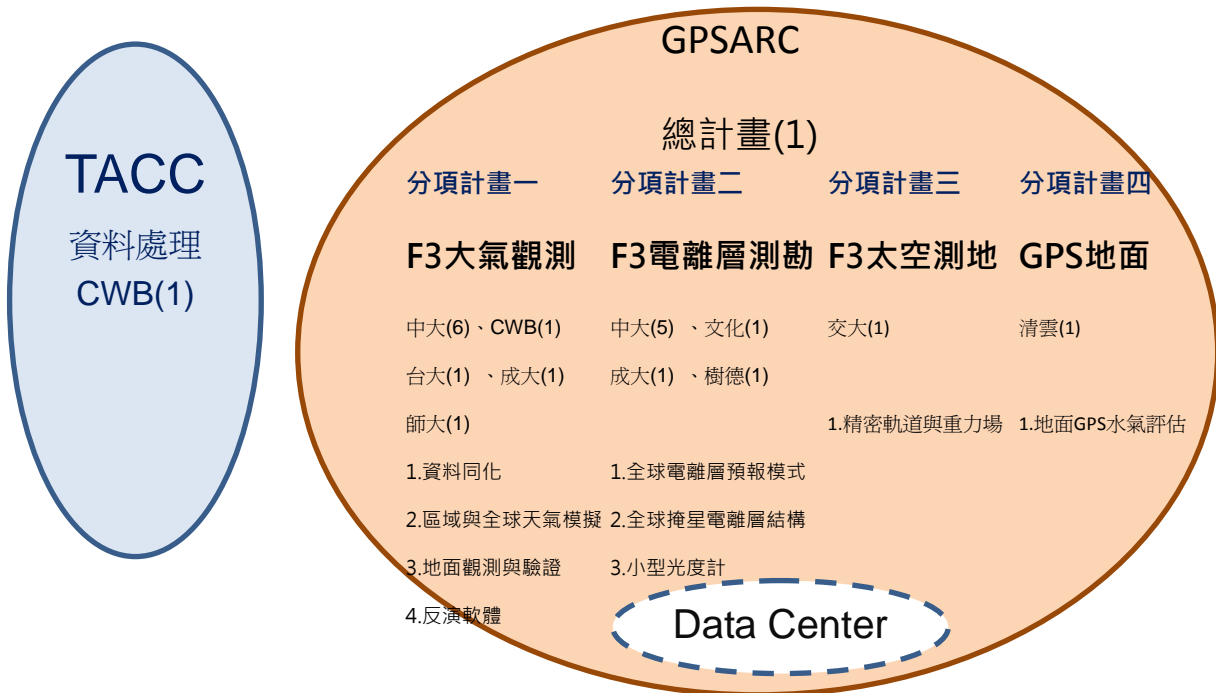 TACC
資料處理
CWB(1)
GPSARC
總計畫(1)
分項計畫一
F3大氣觀測
中大(6)、CWB(1)
台大(1) 、成大(1)
師大(1)
1.資料同化
2.區域與全球天氣模擬
3.地面觀測與驗證
4.反演軟體
分項計畫二
F3電離層測勘
中大(5) 、文化(1)
成大(1) 、樹德(1)
1.全球電離層預報模式
2.全球掩星電離層結構
3.小型光度計
分項計畫三
F3太空測地
交大(1)
1.精密軌道與重力場
分項計畫四
GPS地面
清雲(1)
1.地面GPS水氣評估
Data Center